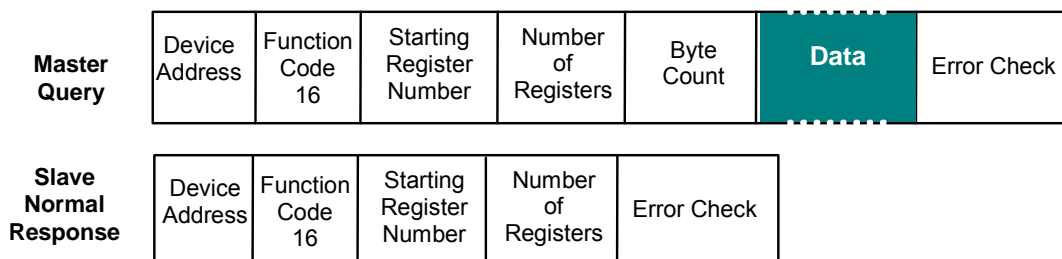 Master
Query
Device
Address
Function
Code
16
Starting
Register
Number
Number
of
Registers
Byte
Count
Data
Error Check
Slave
Normal
Response
Device
Address
Function
Code
16
Starting
Register
Number
Number
of
Registers
Error Check